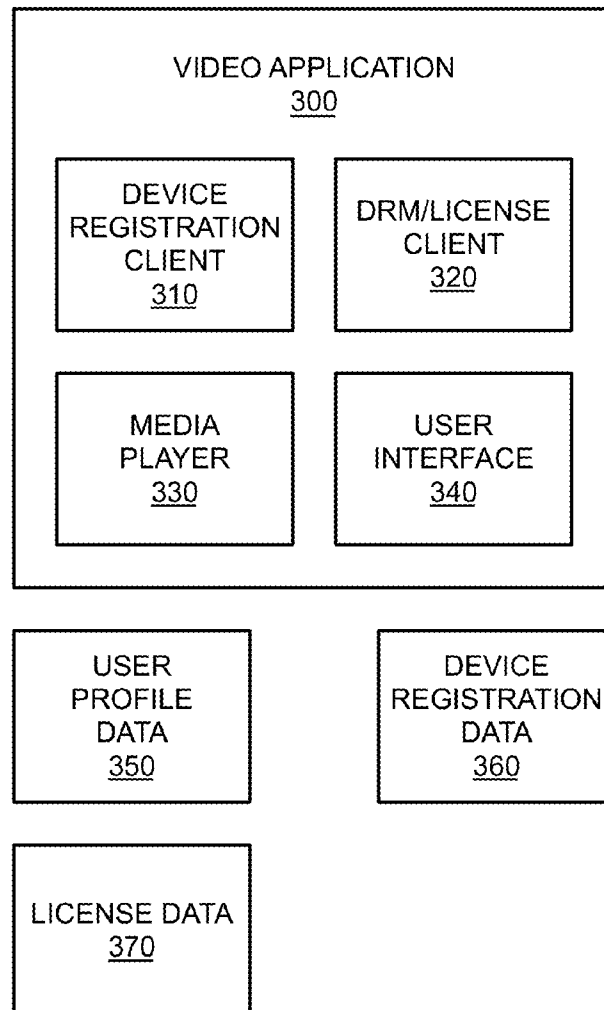 VIDEO APPLICATION
300
DEVICE
REGISTRATION
CLIENT
310
DRM/LICENSE
CLIENT
320
MEDIA
PLAYER
330
USER
INTERFACE
340
USER
PROFILE
DATA
350
DEVICE
REGISTRATION
DATA
360
LICENSE DATA
370